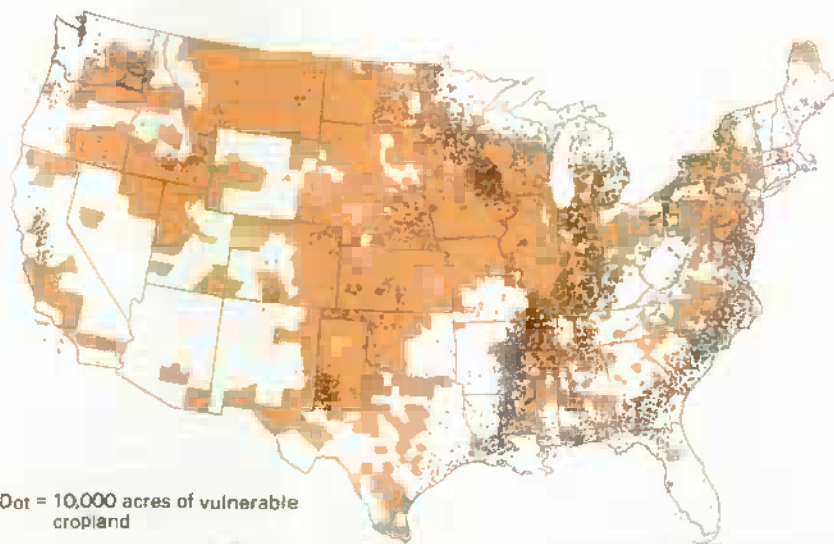 Dot = 10,000 acres of vulnerable
cropland